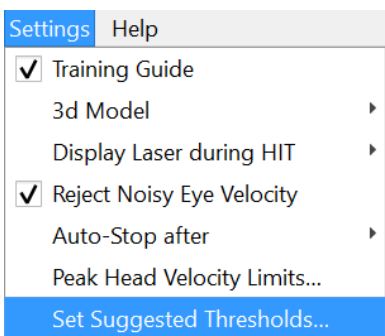 Settings Help
Training Guide
3d Model
Display Laser during HIT
Reject Noisy Eye Velocity
Auto-Stop after
Peak Head Velocity Limits...
Set Suggested Thresholds...